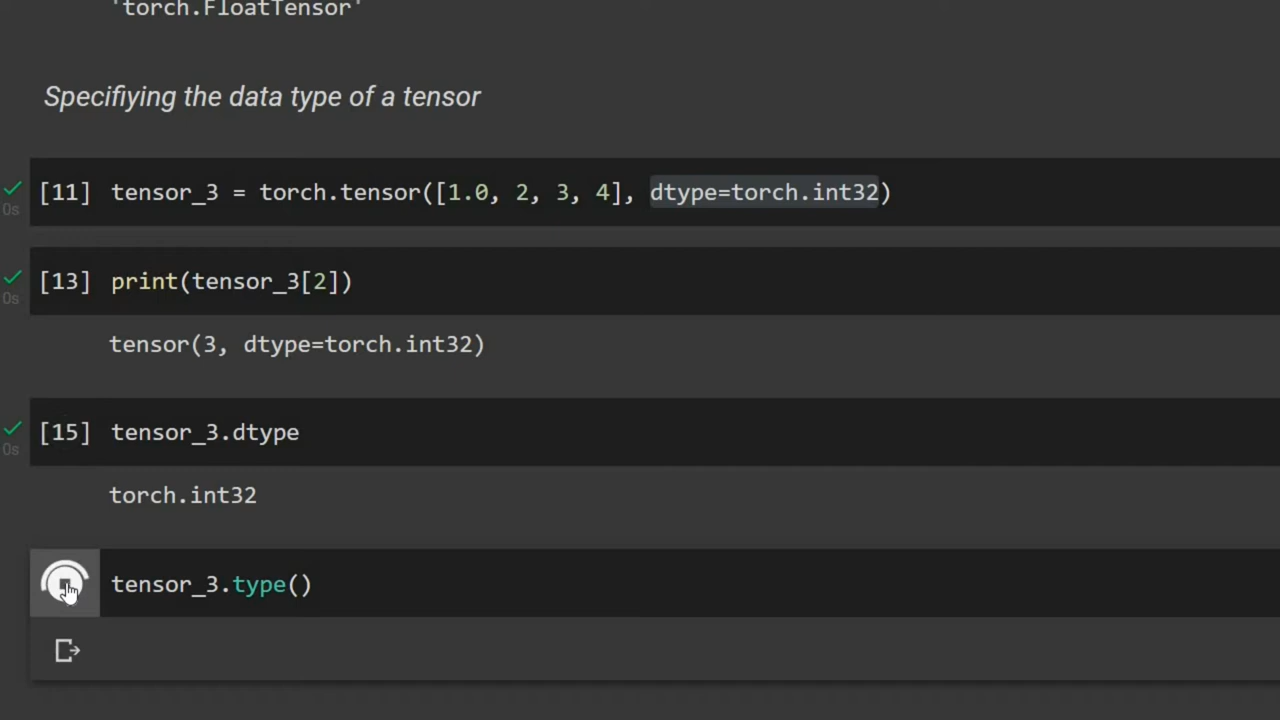 'torch.FloatTensor'
Specifiying the data type of a tensor
[11] tensor_3 = torch.tensor([1.0, 2, 3, 4], dtype=torch.int32)
0s
[13] print(tensor_3[2])
0s
tensor(3, dtype=torch.int32)
[15] tensor_3.dtype
0s
torch.int32
tensor_3.type()